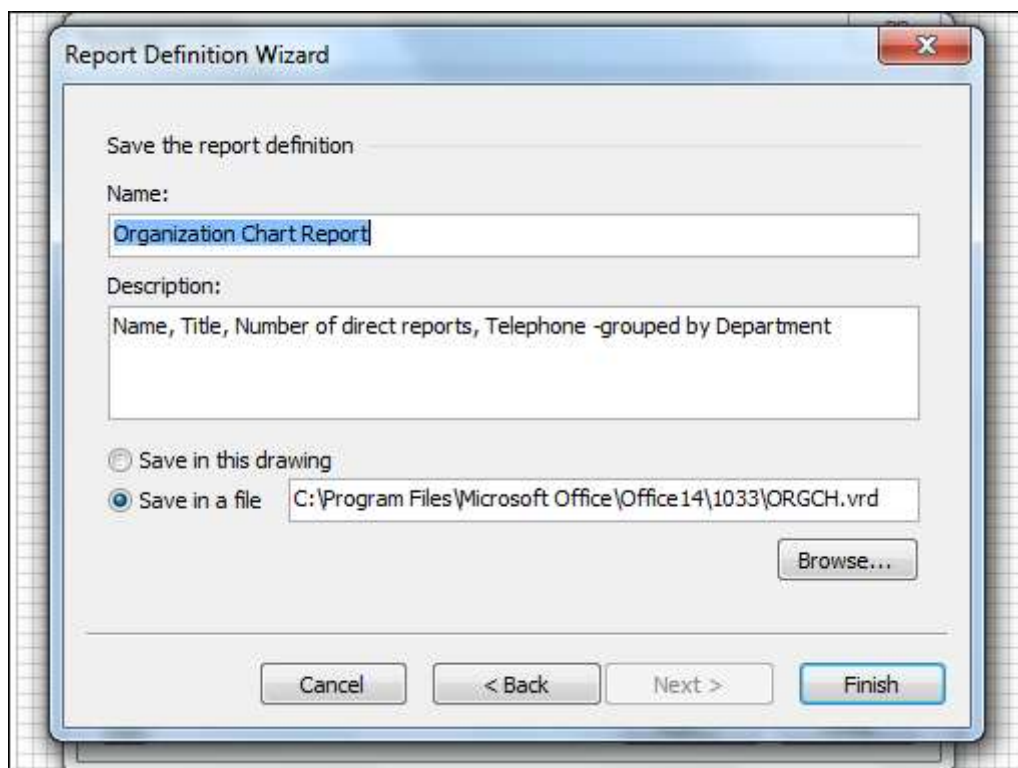 Report Definition Wizard
Save the report definition
Name:
Organization Chart Report
Description:
Name, Title, Number of direct reports, Telephone -grouped by Department
Save in this drawing
Save in a file C:\Program Files\Microsoft Office\Office14\1033\ORGCH.vrd
Browse...
Cancel < Back Next > Finish